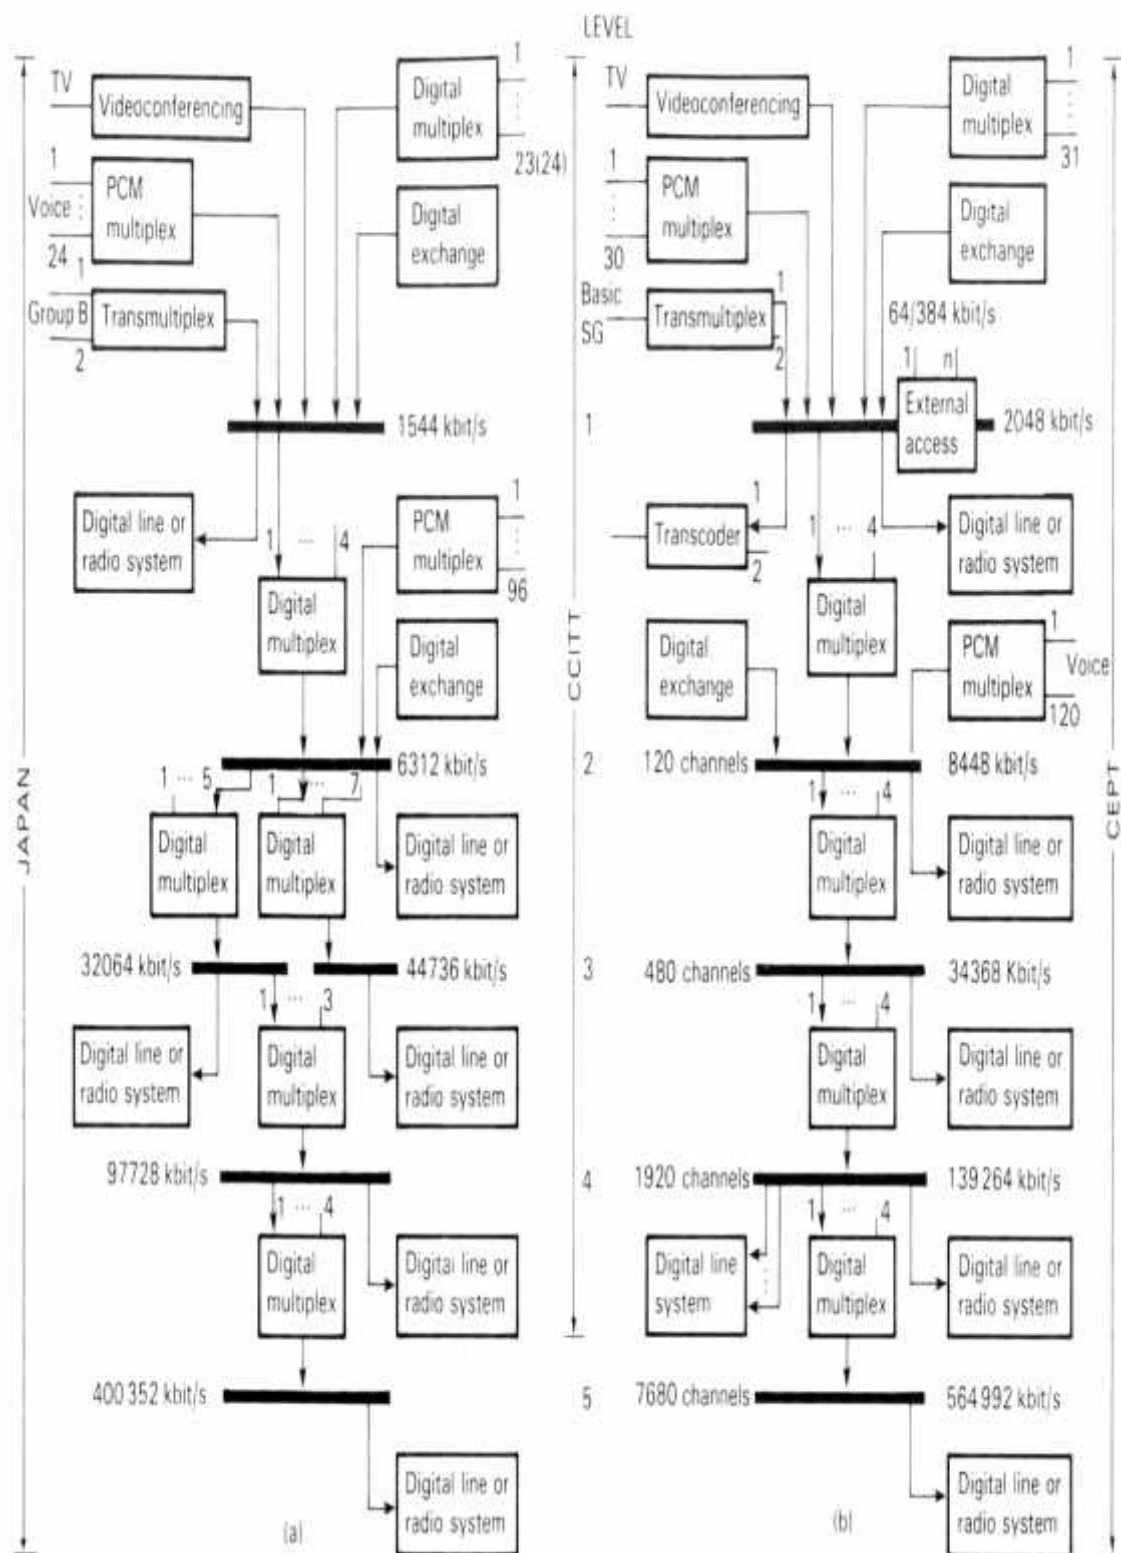 LEVEL
TV
Videoconferencing
1
Digital
multiplex
23(24)
1
Voice
24
PCM
multiplex
Digital
exchange
1
Group B
2
Transmultiplex
1544 kbit/s
Digital line or
radio system
1 ... 4
Digital
multiplex
PCM
multiplex
1
96
Digital
exchange
6312 kbit/s
1 ... 5
1 ... 7
Digital
multiplex
Digital
multiplex
Digital line or
radio system
32064 kbit/s
44736 kbit/s
1 ... 3
Digital line or
radio system
Digital
multiplex
Digital line or
radio system
97728 kbit/s
1 ... 4
Digital
multiplex
Digital line or
radio system
400 352 kbit/s
Digital line or
radio system
(a)
JAPAN
CCITT
1
2
3
4
5
TV
Videoconferencing
1
Digital
multiplex
31
1
30
PCM
multiplex
Digital
exchange
Basic
SG
Transmultiplex
1
2
64/384 kbit/s
1 n
External
access
2048 kbit/s
Transcoder
1
2
1 ... 4
Digital line or
radio system
Digital
multiplex
Digital
exchange
PCM
multiplex
1
Voice
120
120 channels
8448 kbit/s
1 ... 4
Digital
multiplex
Digital line or
radio system
480 channels
34368 Kbit/s
1 ... 4
Digital
multiplex
Digital line or
radio system
1920 channels
139 264 kbit/s
1 ... 4
Digital line
system
Digital
multiplex
Digital line or
radio system
7680 channels
564 992 kbit/s
Digital line or
radio system
(b)
CEPT